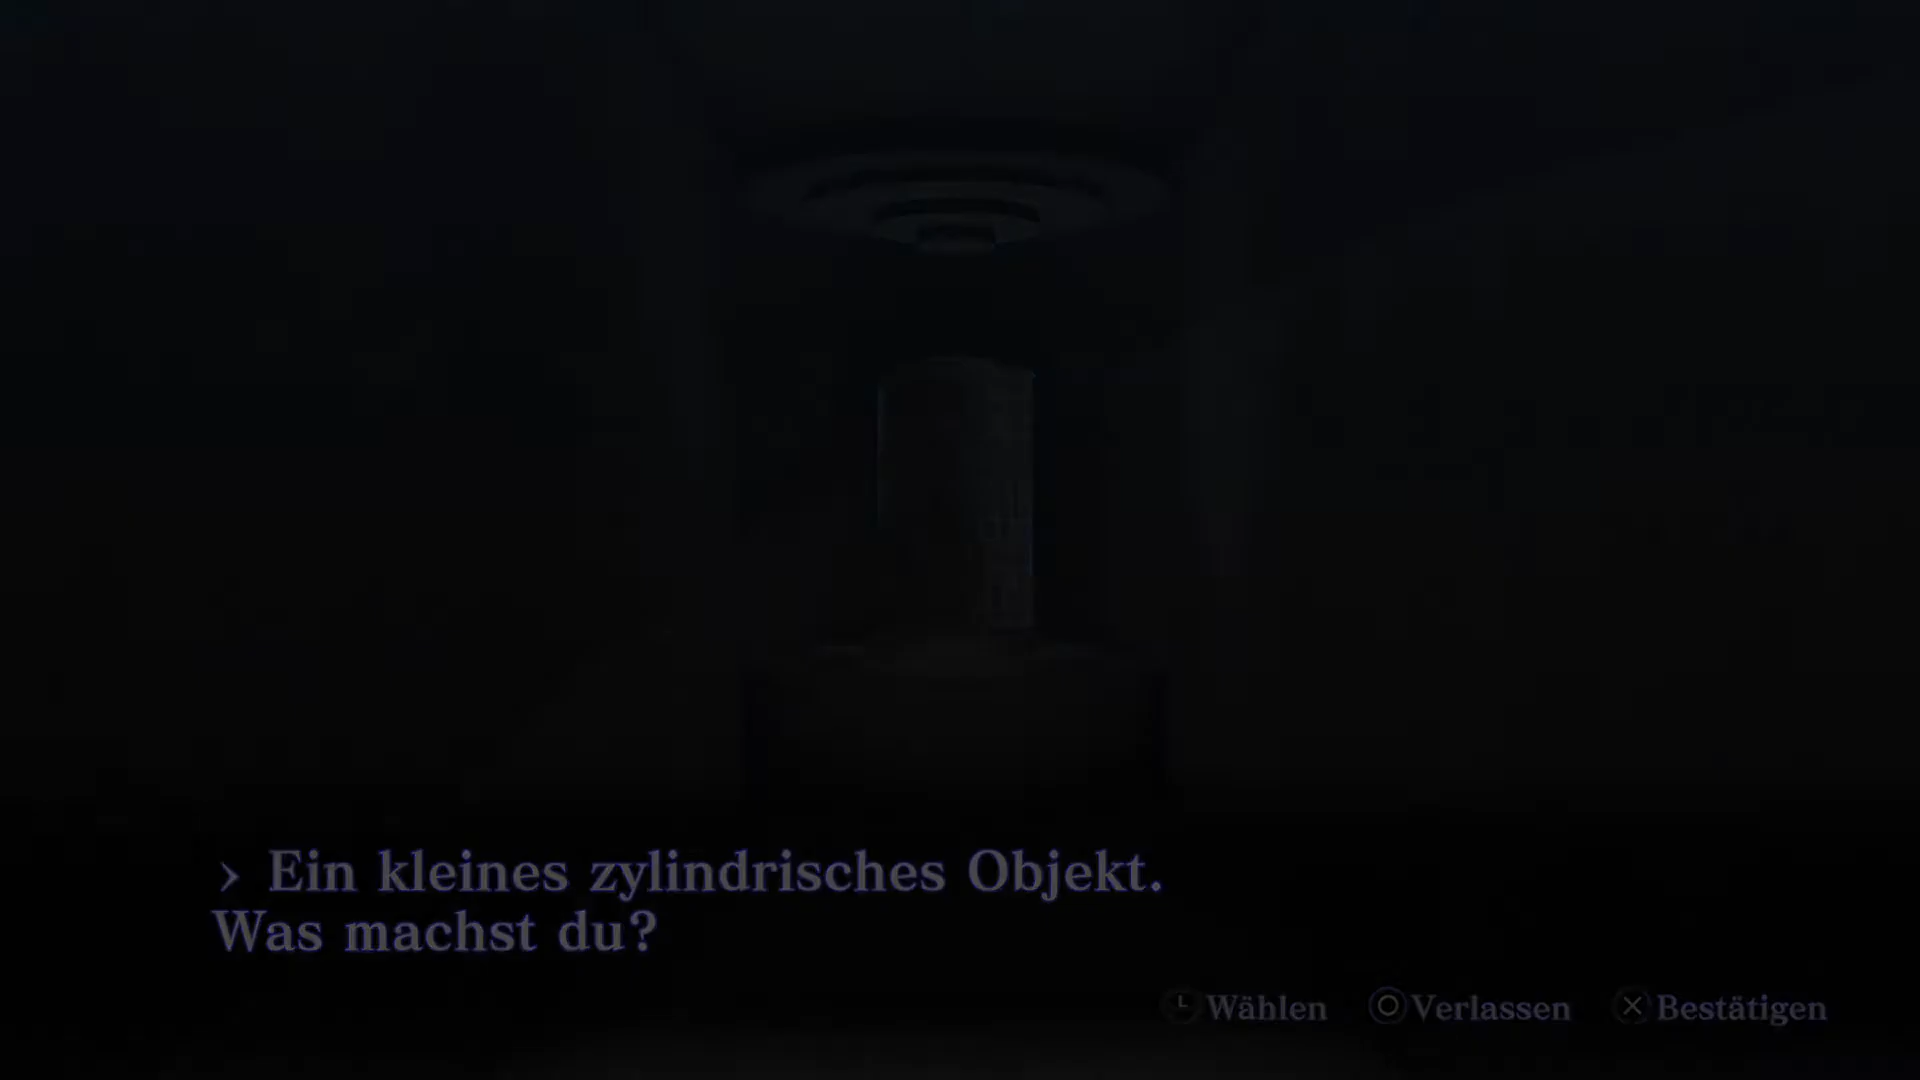 › Ein kleines zylindrisches Objekt.
Was machst du?
L Wählen Verlassen Bestätigen